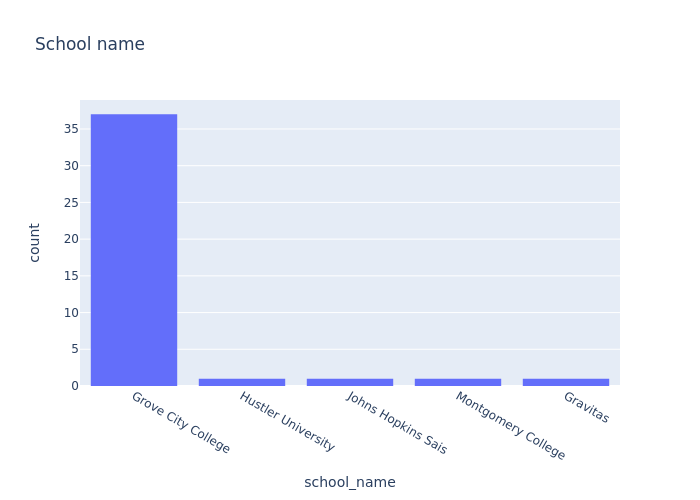 School name
35
30
25
20
15
10
5
0
count
Grove City College
Hustler University
Johns Hopkins Sais
Montgomery College
Gravitas
school_name